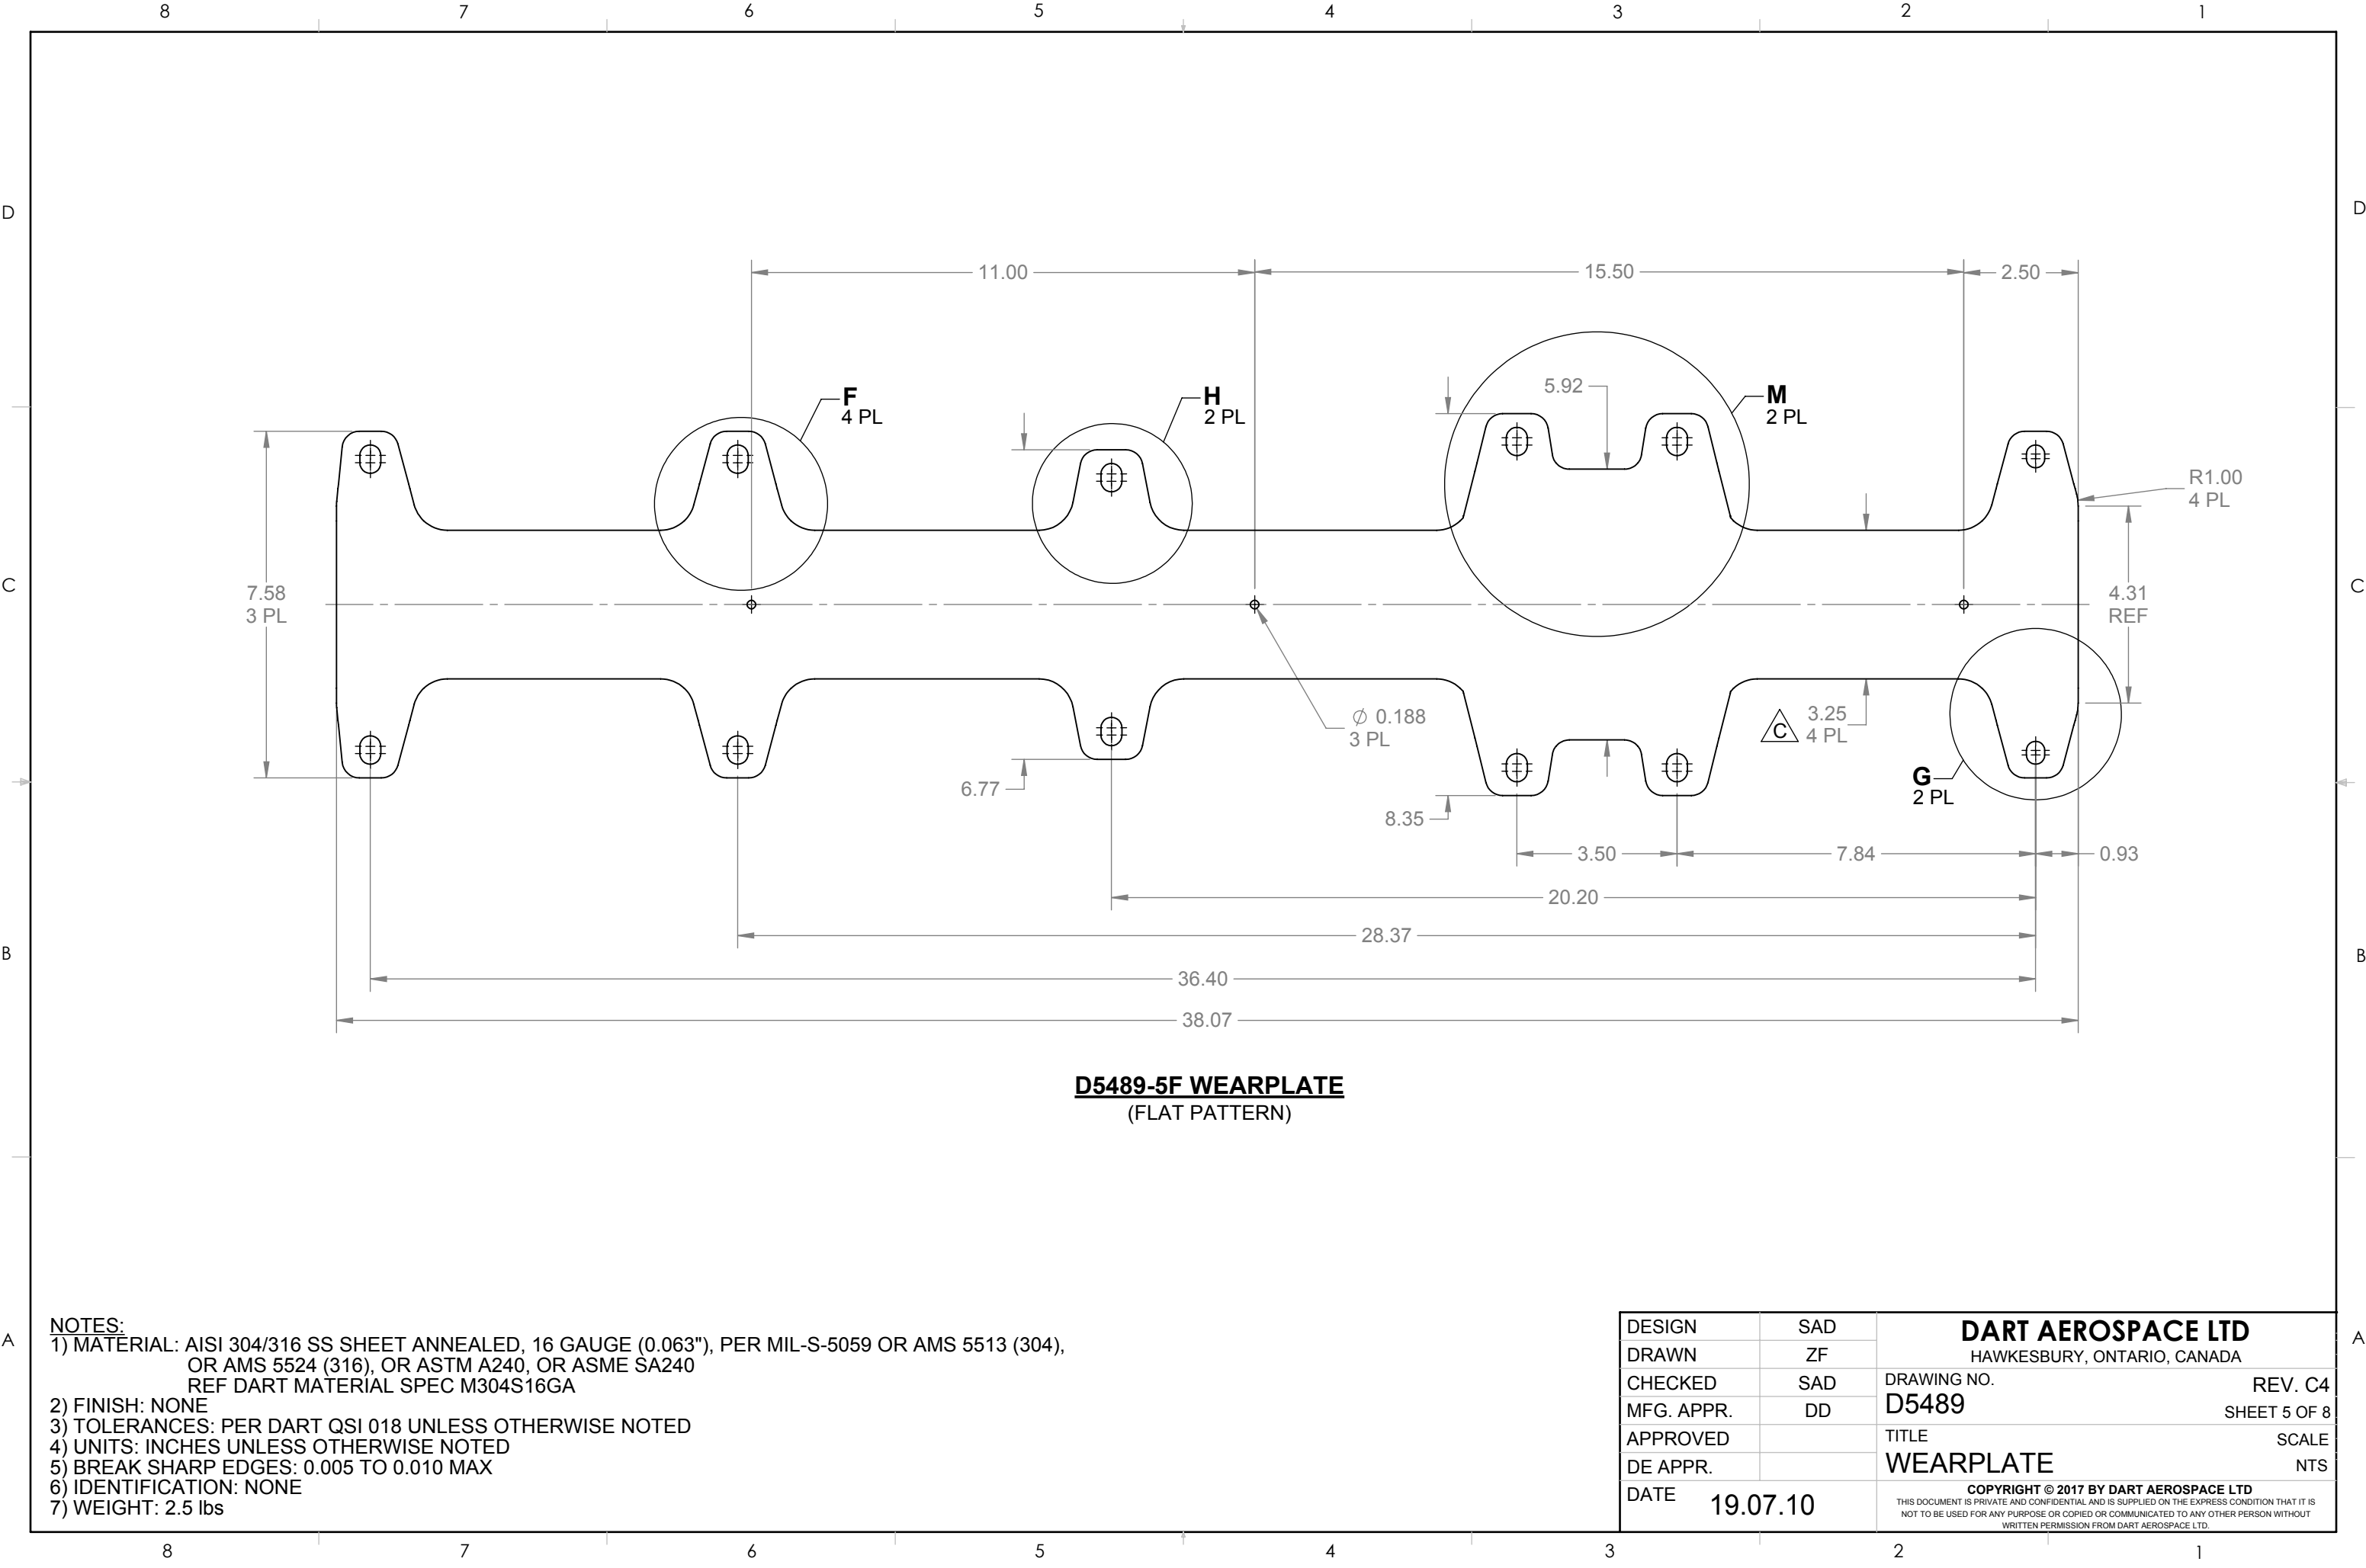 8 7 6 5 4 3 2 1
D D
11.00 15.50 2.50
F
4 PL
H
2 PL
5.92
M
2 PL
R1.00
4 PL
C C
7.58
3 PL
4.31
REF
Ø 0.188
3 PL
C
3.25
4 PL
6.77
8.35
G
2 PL
3.50 7.84 0.93
20.20
28.37
B B
36.40
38.07
D5489-5F WEARPLATE
(FLAT PATTERN)
A A
NOTES:
1) MATERIAL: AISI 304/316 SS SHEET ANNEALED, 16 GAUGE (0.063"), PER MIL-S-5059 OR AMS 5513 (304),
OR AMS 5524 (316), OR ASTM A240, OR ASME SA240
REF DART MATERIAL SPEC M304S16GA
2) FINISH: NONE
3) TOLERANCES: PER DART QSI 018 UNLESS OTHERWISE NOTED
4) UNITS: INCHES UNLESS OTHERWISE NOTED
5) BREAK SHARP EDGES: 0.005 TO 0.010 MAX
6) IDENTIFICATION: NONE
7) WEIGHT: 2.5 lbs
DESIGN SAD
DRAWN ZF
CHECKED SAD
MFG. APPR. DD
APPROVED
DE APPR.
DATE 19.07.10
DART AEROSPACE LTD
HAWKESBURY, ONTARIO, CANADA
DRAWING NO. REV. C4
D5489 SHEET 5 OF 8
TITLE SCALE
WEARPLATE NTS
COPYRIGHT © 2017 BY DART AEROSPACE LTD
THIS DOCUMENT IS PRIVATE AND CONFIDENTIAL AND IS SUPPLIED ON THE EXPRESS CONDITION THAT IT IS
NOT TO BE USED FOR ANY PURPOSE OR COPIED OR COMMUNICATED TO ANY OTHER PERSON WITHOUT
WRITTEN PERMISSION FROM DART AEROSPACE LTD.
8 7 6 5 4 3 2 1